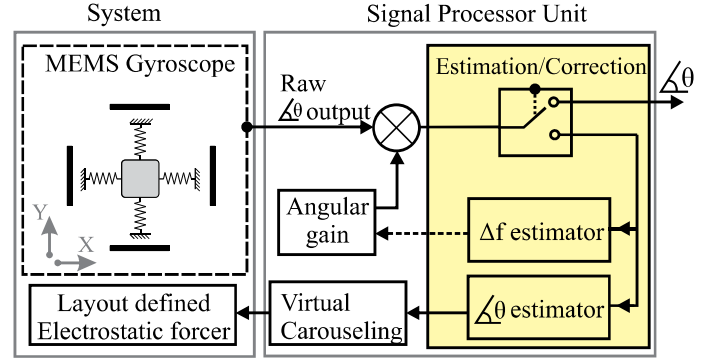 System
Signal Processor Unit
MEMS Gyroscope
Estimation/Correction
Raw
∡θ output
∡θ
Y
X
Angular
gain
Δf estimator
Layout defined
Electrostatic forcer
Virtual
Carouseling
∡θ estimator